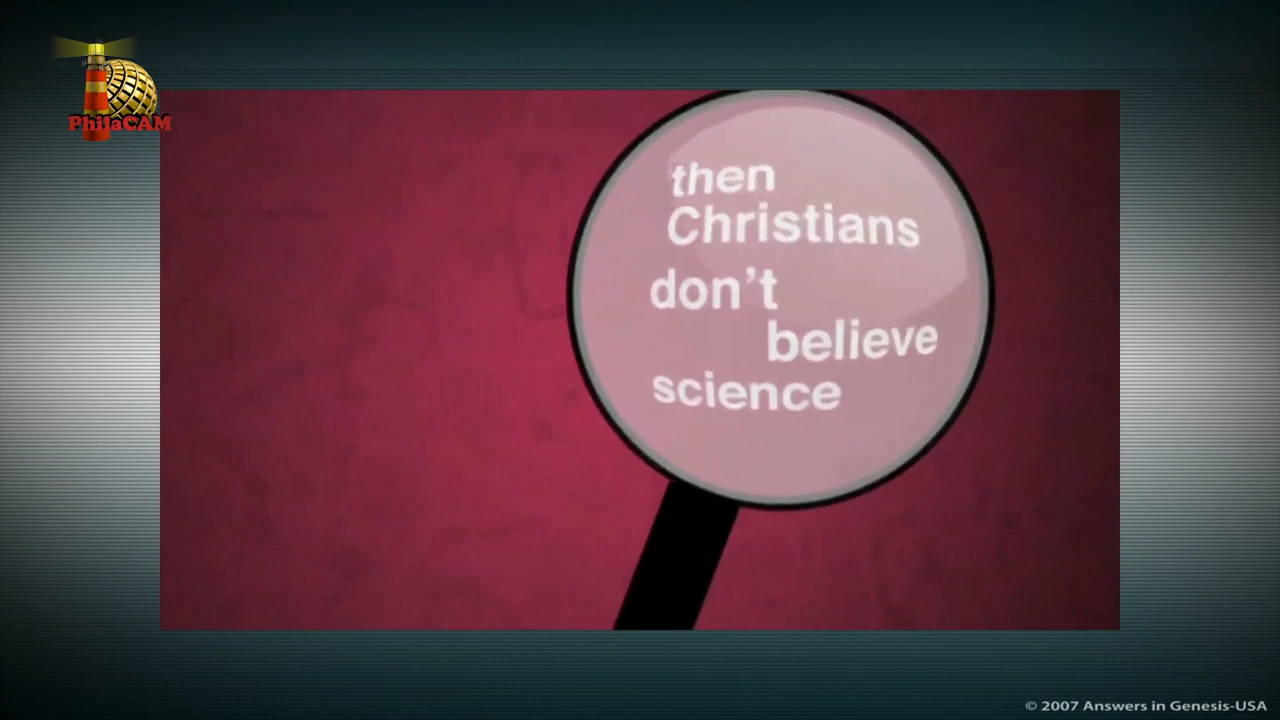 PhilaCAM
then
Christians
don't
believe
science
© 2007 Answers in Genesis-USA